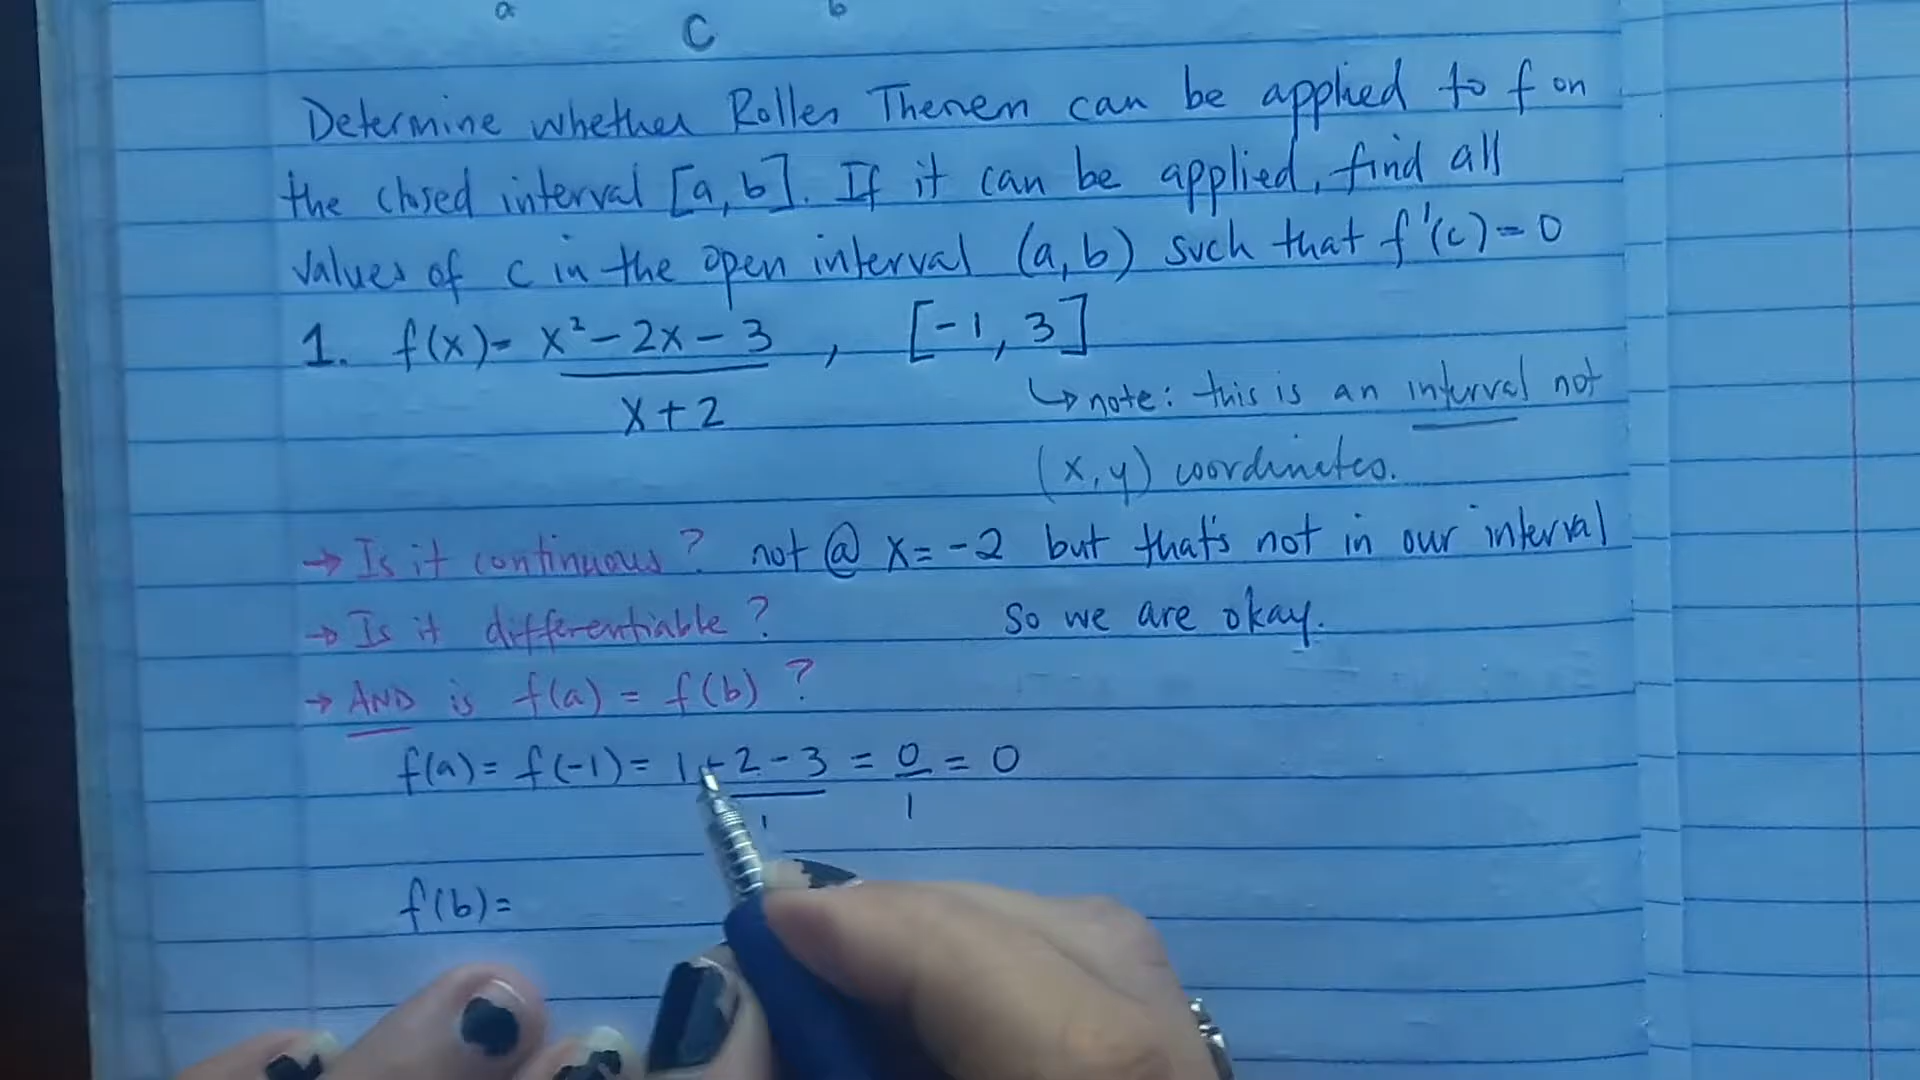 a b
C
Determine whether Rolles Therem can be applied to f on
the closed interval [a, b]. If it can be applied, find all
values of c in the open interval (a, b) such that f'(c)=0
1. f(x)= x²-2x-3 , [-1, 3]
x+2
↳ note: this is an interval not
(x, y) coordinates.
→ Is it continuous? not @ x=-2 but that's not in our interval
→ Is it differentiable? So we are okay.
→ AND is f(a) = f(b)?
f(a)= f(-1)= 1+2-3 = 0 = 0
1 1
f(b)=